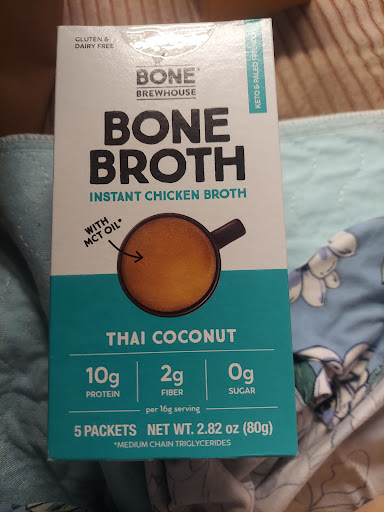 GLUTEN &
DAIRY FREE
BONE
BREWHOUSE
KETO & PALEO FRIENDLY
BONE
BROTH
INSTANT CHICKEN BROTH
WITH
MCT OIL*
THAI COCONUT
10g 2g 0g
PROTEIN FIBER SUGAR
per 16g serving
5 PACKETS NET WT. 2.82 oz (80g)
*MEDIUM CHAIN TRIGLYCERIDES